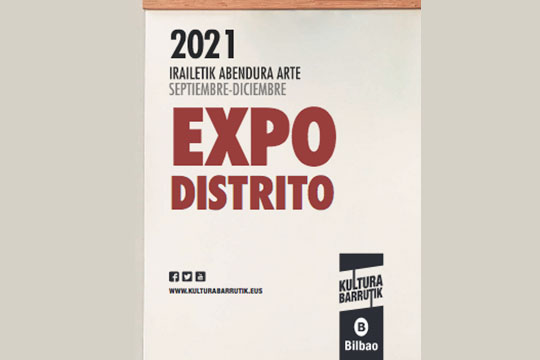 2021
IRAILETIK ABENDURA ARTE
SEPTIEMBRE-DICIEMBRE
EXPO
DISTRITO
WWW.KULTURABARRUTIK.EUS
KULTURA
BARRUTIK
B
Bilbao